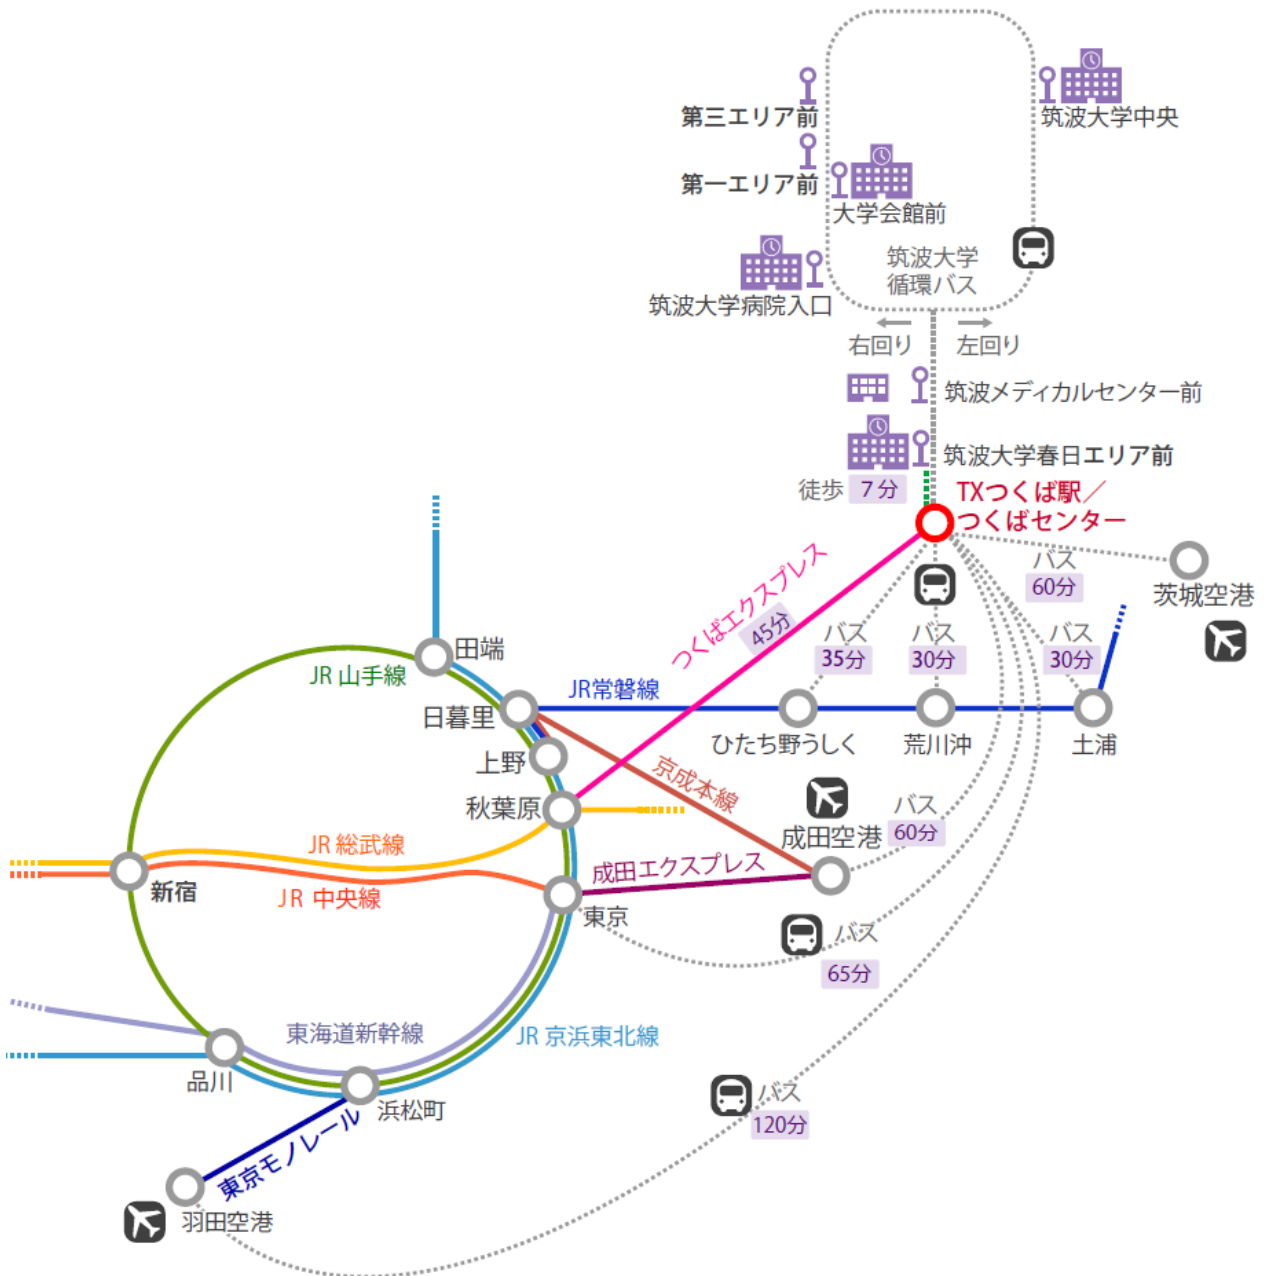 第三エリア前
筑波大学中央
第一エリア前
大学会館前
筑波大学
循環バス
筑波大学病院入口
右回り
左回り
筑波メディカルセンター前
筑波大学春日エリア前
徒歩 7分
TXつくば駅／
つくばセンター
バス
60分
茨城空港
つくばエクスプレス
45分
バス
35分
バス
30分
バス
30分
田端
JR 山手線
日暮里
JR常磐線
ひたち野うしく
荒川沖
土浦
上野
京成本線
秋葉原
成田空港
バス
60分
JR 総武線
成田エクスプレス
新宿
JR 中央線
東京
バス
65分
東海道新幹線
JR 京浜東北線
品川
浜松町
バス
120分
東京モノレール
羽田空港